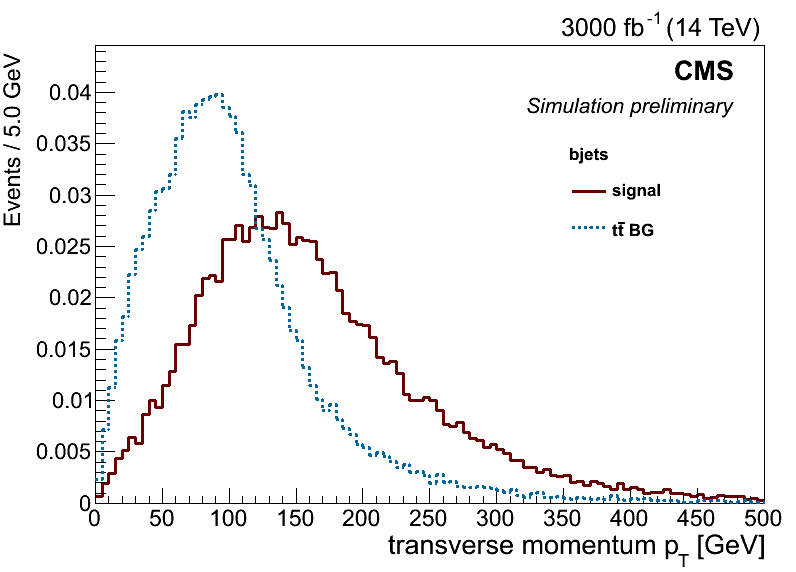 3000 fb⁻¹ (14 TeV)
CMS
Simulation preliminary
bjets
signal
tt̄ BG
Events / 5.0 GeV
0.04
0.035
0.03
0.025
0.02
0.015
0.01
0.005
0
0 50 100 150 200 250 300 350 400 450 500
transverse momentum p_T [GeV]